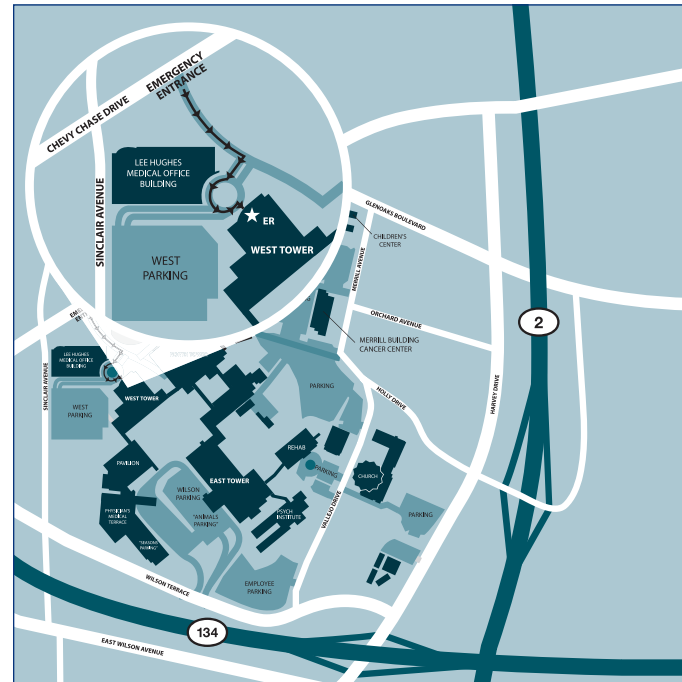 EMERGENCY
ENTRANCE
CHEVY CHASE DRIVE
LEE HUGHES
MEDICAL OFFICE
BUILDING
SINCLAIR AVENUE
ER
WEST TOWER
WEST
PARKING
GLENOAKS BOULEVARD
CHILDREN'S
CENTER
MERRILL AVENUE
ORCHARD AVENUE
2
MERRILL BUILDING
CANCER CENTER
HARVEY DRIVE
LEE HUGHES
MEDICAL OFFICE
BUILDING
SINCLAIR AVENUE
WEST TOWER
WEST
PARKING
PARKING
HOLLY DRIVE
PAVILION
REHAB
EAST TOWER
WILSON
PARKING
PARKING
CHURCH
PHYSICIAN'S
MEDICAL
TERRACE
"ANIMALS
PARKING"
PSYCH
INSTITUTE
VALLEJO DRIVE
PARKING
"SEASONS
PARKING"
WILSON TERRACE
EMPLOYEE
PARKING
134
EAST WILSON AVENUE